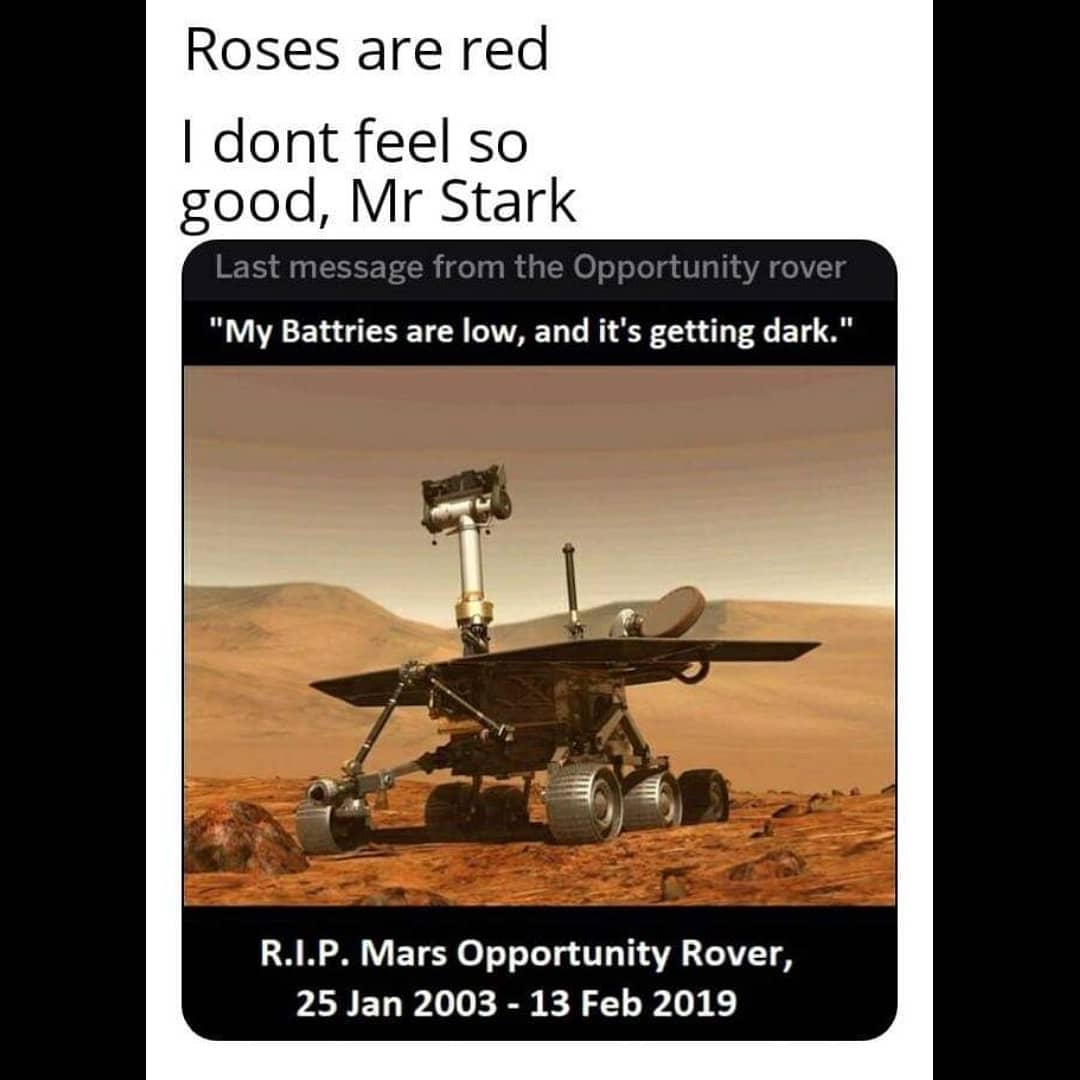 Roses are red
I dont feel so
good, Mr Stark
Last message from the Opportunity rover
"My Battries are low, and it's getting dark."
R.I.P. Mars Opportunity Rover,
25 Jan 2003 - 13 Feb 2019